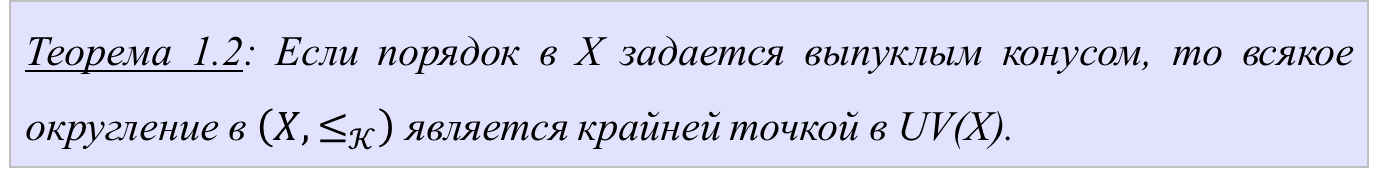 Теорема 1.2: Если порядок в X задается выпуклым конусом, то всякое
округление в (X, ≤𝒦) является крайней точкой в UV(X).